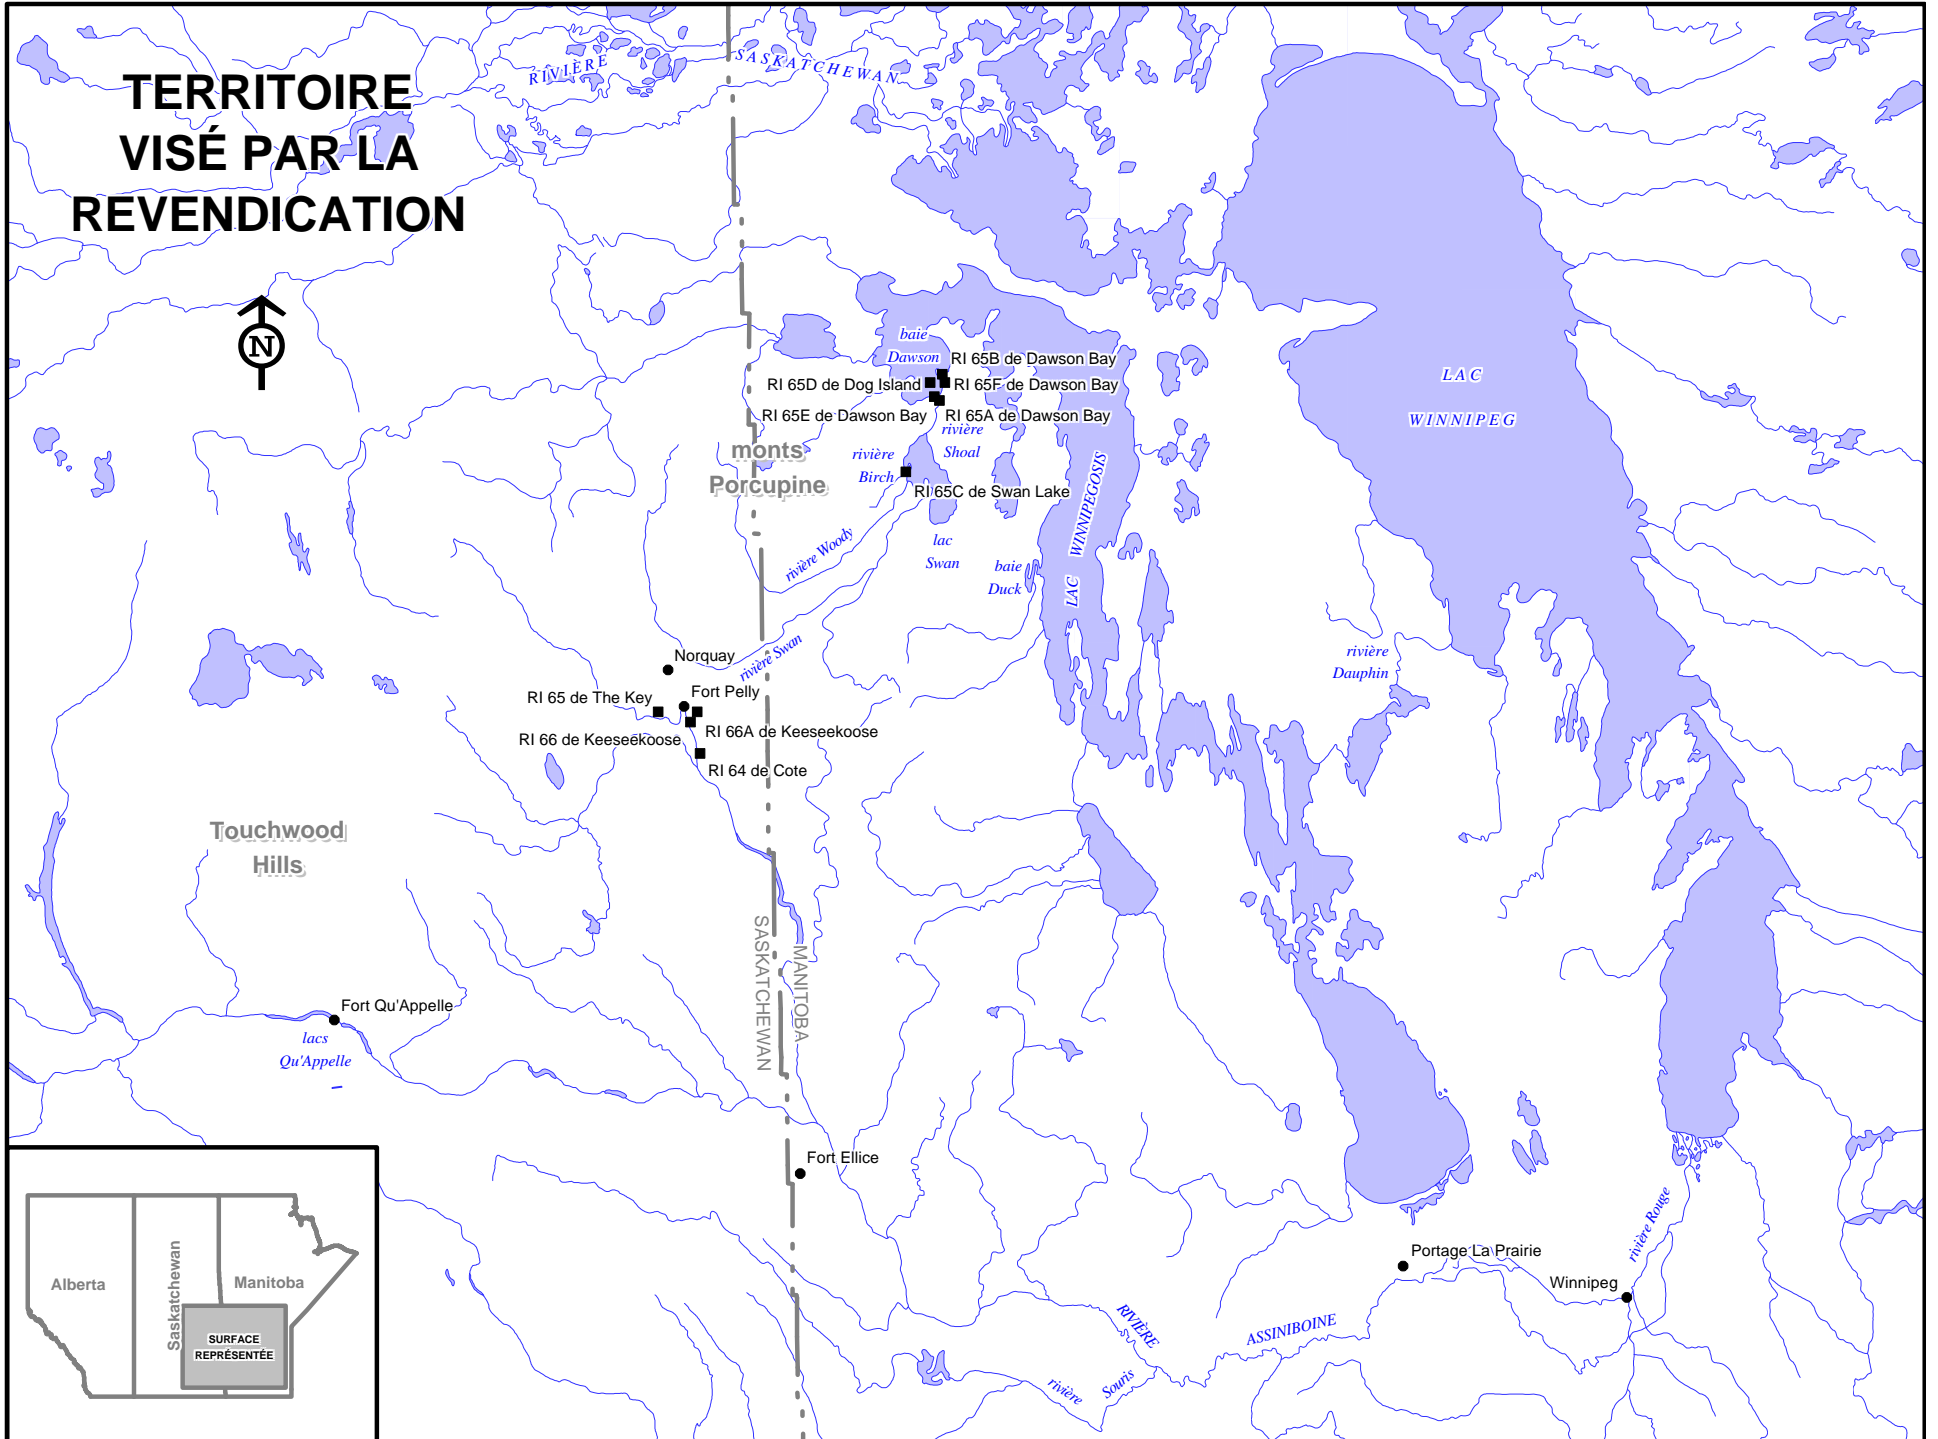 TERRITOIRE
VISÉ PAR LA
REVENDICATION
N
RIVIÈRE
SASKATCHEWAN
baie
Dawson
RI 65B de Dawson Bay
RI 65D de Dog Island
RI 65F de Dawson Bay
RI 65E de Dawson Bay
RI 65A de Dawson Bay
rivière
Shoal
LAC
WINNIPEG
monts
Porcupine
rivière
Birch
RI 65C de Swan Lake
LAC WINNIPEGOSIS
rivière Woody
lac
Swan
baie
Duck
Norquay
rivière Swan
rivière
Dauphin
RI 65 de The Key
Fort Pelly
RI 66 de Keeseekoose
RI 66A de Keeseekoose
RI 64 de Cote
Touchwood
Hills
SASKATCHEWAN
MANITOBA
Fort Qu'Appelle
lacs
Qu'Appelle
Fort Ellice
Portage La Prairie
Winnipeg
rivière Rouge
RIVIÈRE
ASSINIBOINE
rivière
Souris
Alberta
Saskatchewan
Manitoba
SURFACE
REPRÉSENTÉE